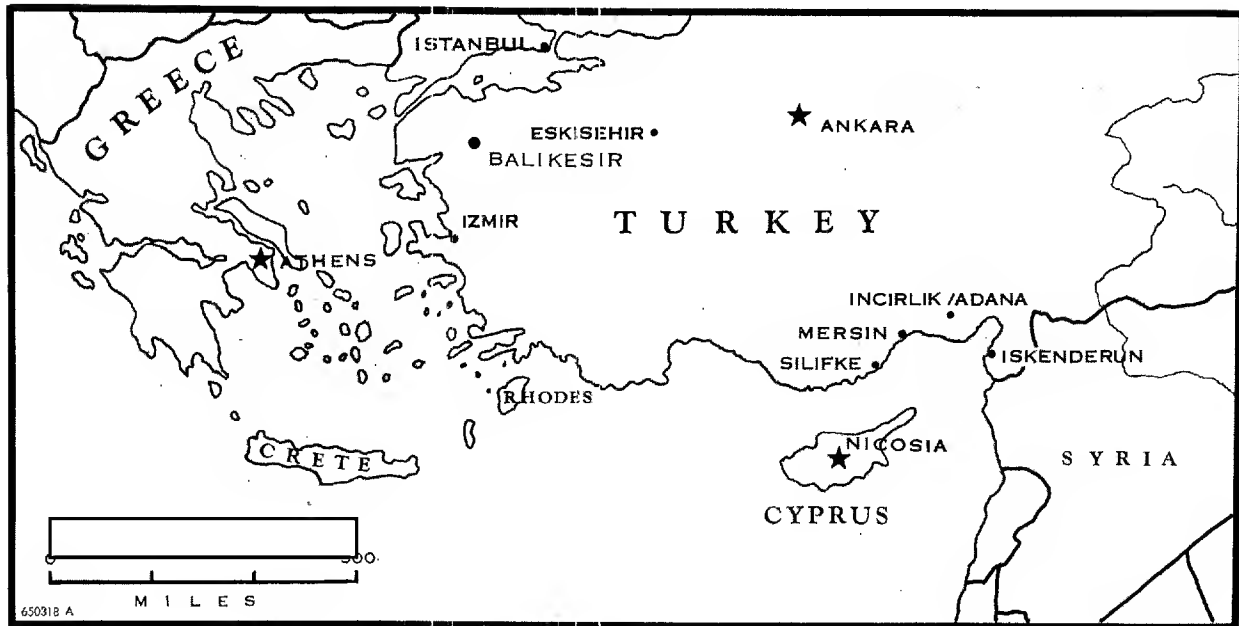 ISTANBUL
GREECE
ESKISEHIR
ANKARA
BALIKESIR
TURKEY
IZMIR
ATHENS
INCIRLIK/ADANA
MERSIN
SILIFKE
ISKENDERUN
RHODES
NICOSIA
CRETE
SYRIA
CYPRUS
0
MILES
650318 A